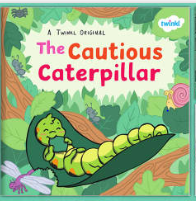 twinkl
A TWINKL ORIGINAL
The Cautious
Caterpillar